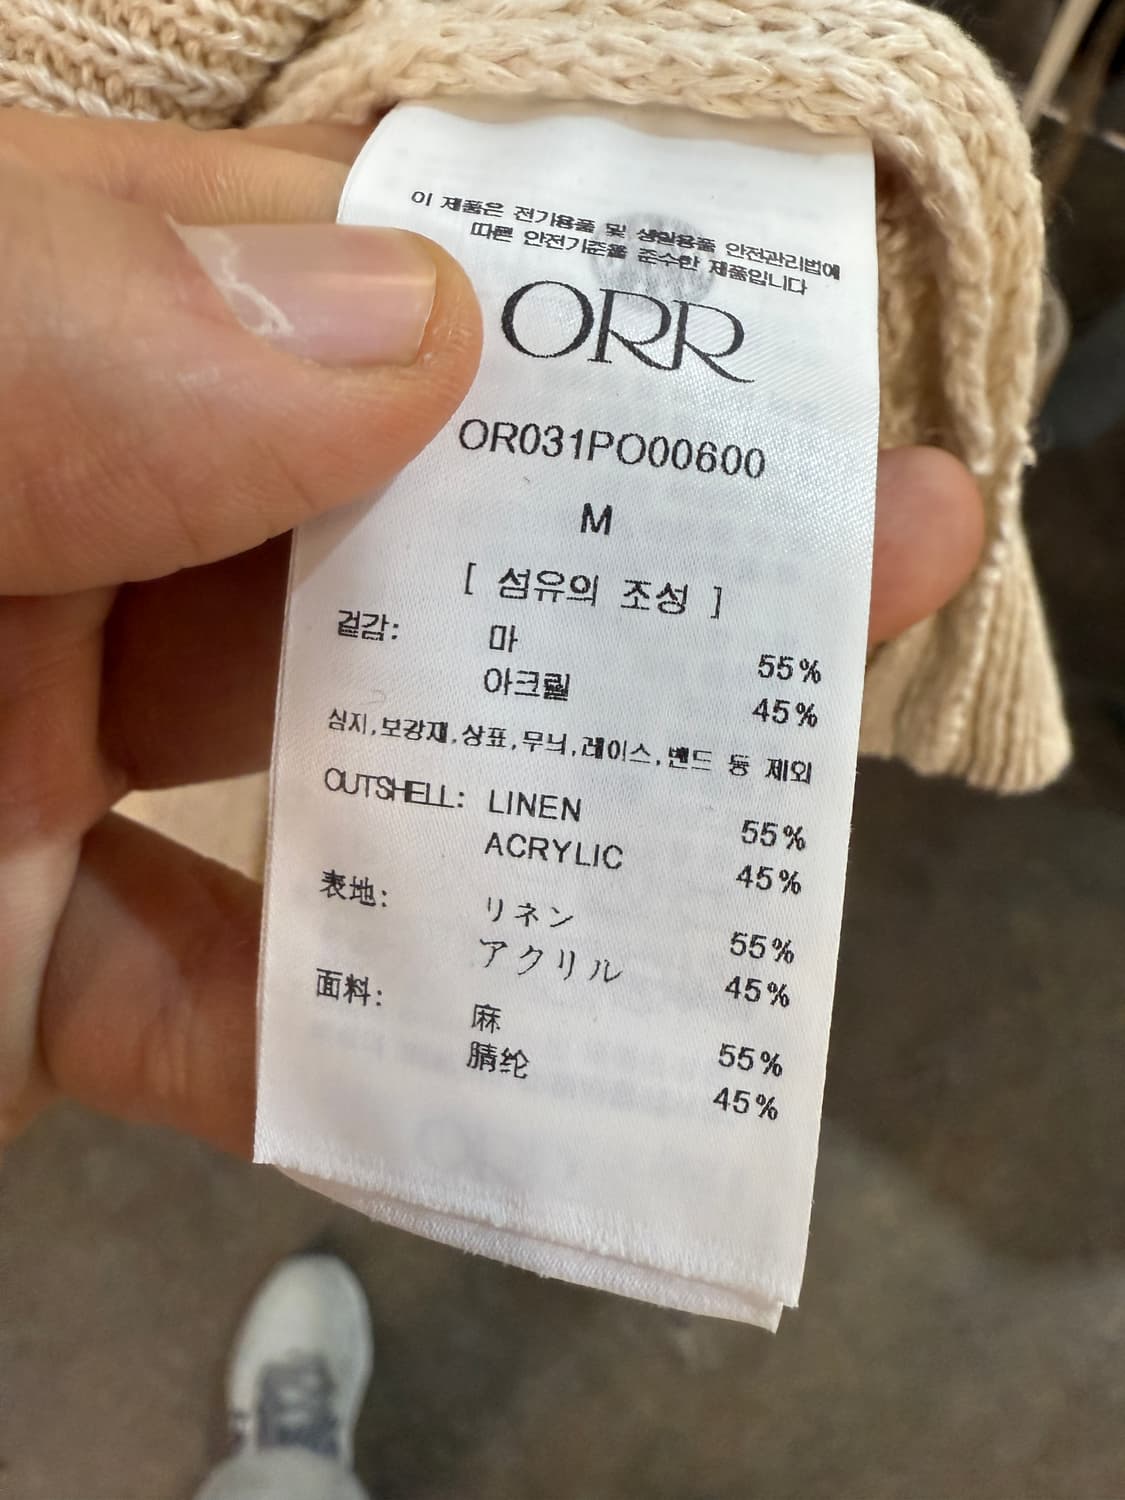 이 제품은 전기용품 및 생활용품 안전관리법에
따른 안전기준을 준수한 제품입니다
ORR
OR031PO00600
M
[ 섬유의 조성 ]
겉감: 마 55%
아크릴 45%
심지,보강재,상표,무늬,레이스,밴드 등 제외
OUTSHELL: LINEN 55%
ACRYLIC 45%
表地: リネン 55%
アクリル 45%
面料: 麻 55%
腈纶 45%